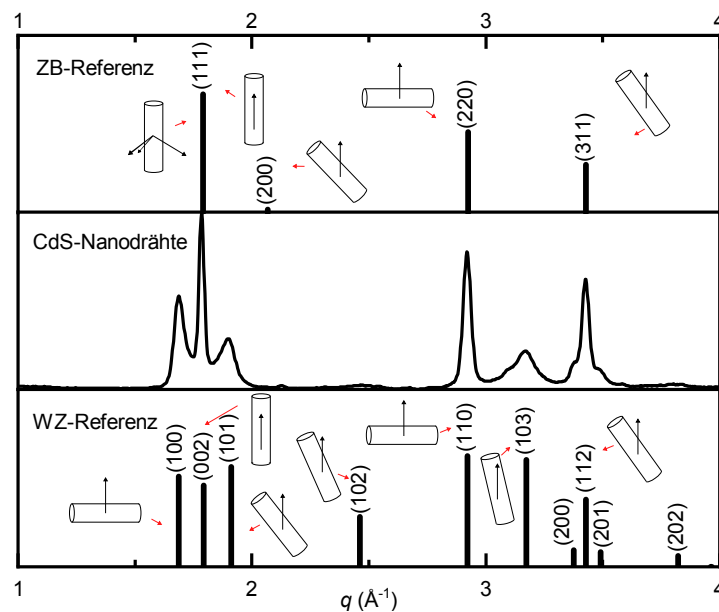 1 2 3 4
ZB-Referenz
(111)
(200)
(220)
(311)
CdS-Nanodrähte
WZ-Referenz
(100)
(002)
(101)
(102)
(110)
(103)
(200)
(112)
(201)
(202)
1 2 3 4
q (Å⁻¹)